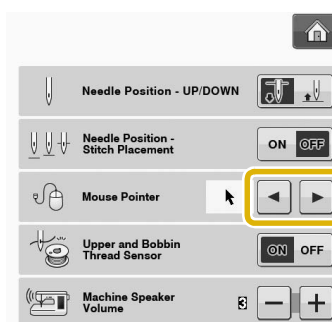 Needle Position - UP/DOWN
Needle Position -
Stitch Placement
ON OFF
Mouse Pointer
Upper and Bobbin
Thread Sensor
ON OFF
Machine Speaker
Volume
3 - +